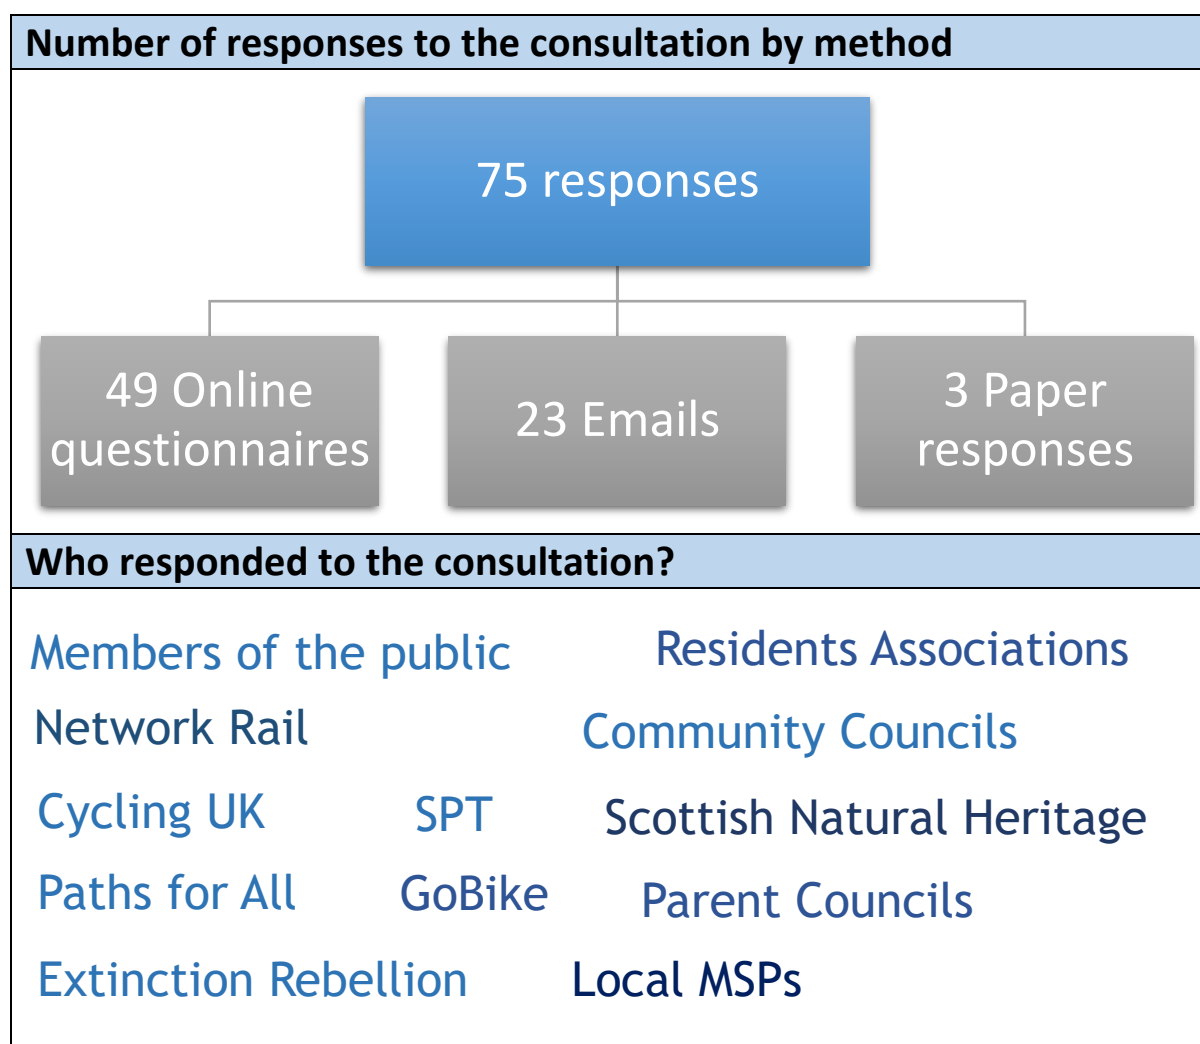 Number of responses to the consultation by method
75 responses
49 Online
questionnaires
23 Emails
3 Paper
responses
Who responded to the consultation?
Members of the public
Residents Associations
Network Rail
Community Councils
Cycling UK
SPT
Scottish Natural Heritage
Paths for All
GoBike
Parent Councils
Extinction Rebellion
Local MSPs